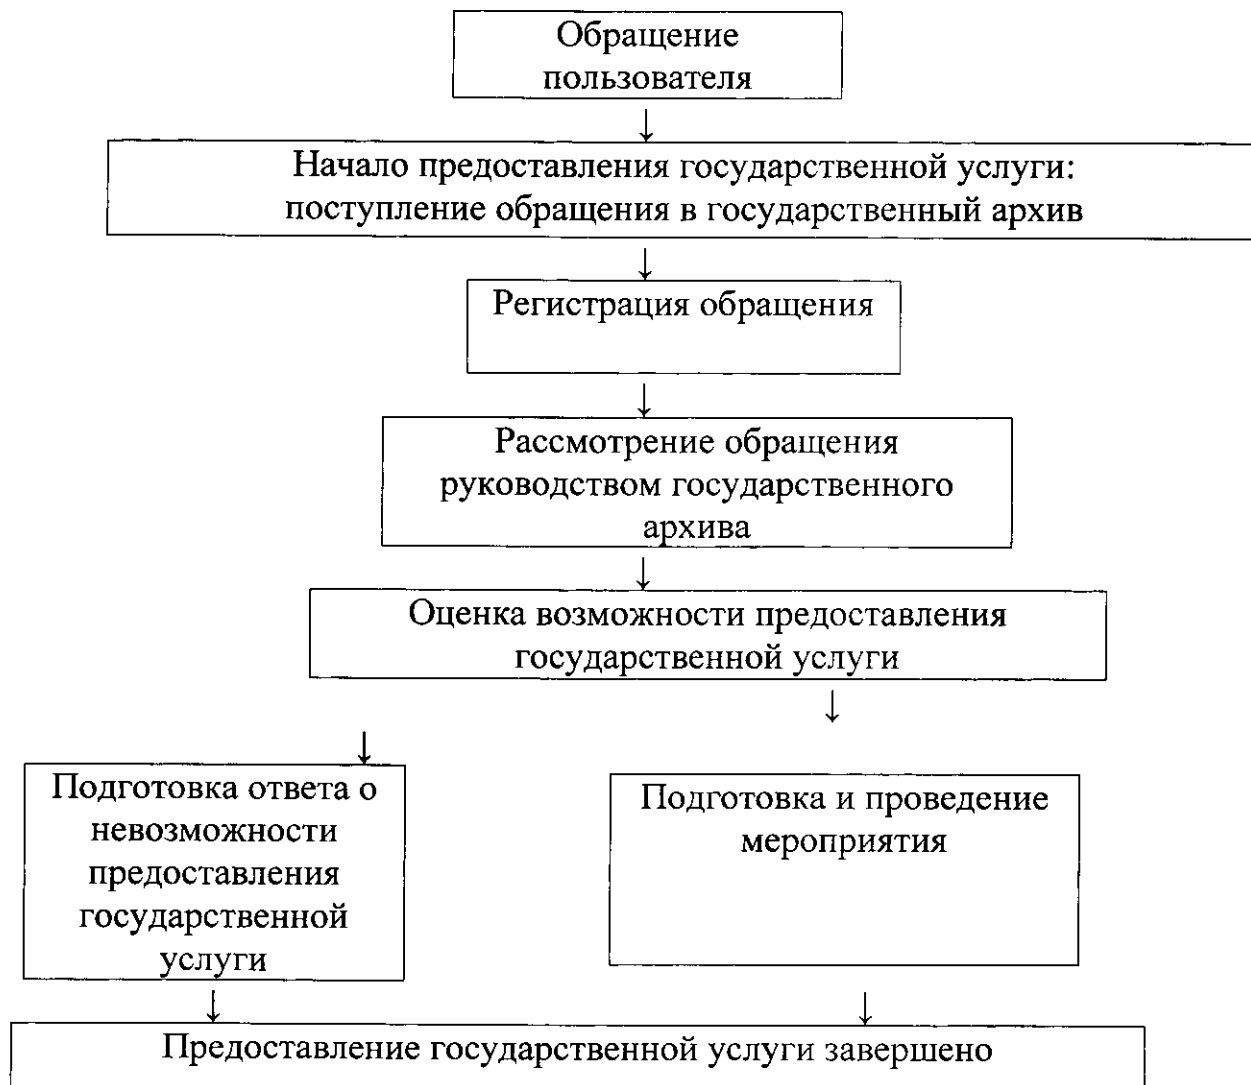 Обращение
пользователя
↓
Начало предоставления государственной услуги:
поступление обращения в государственный архив
↓
Регистрация обращения
↓
Рассмотрение обращения
руководством государственного
архива
↓
Оценка возможности предоставления
государственной услуги
↓
↓
Подготовка ответа о
невозможности
предоставления
государственной
услуги
Подготовка и проведение
мероприятия
↓
↓
Предоставление государственной услуги завершено